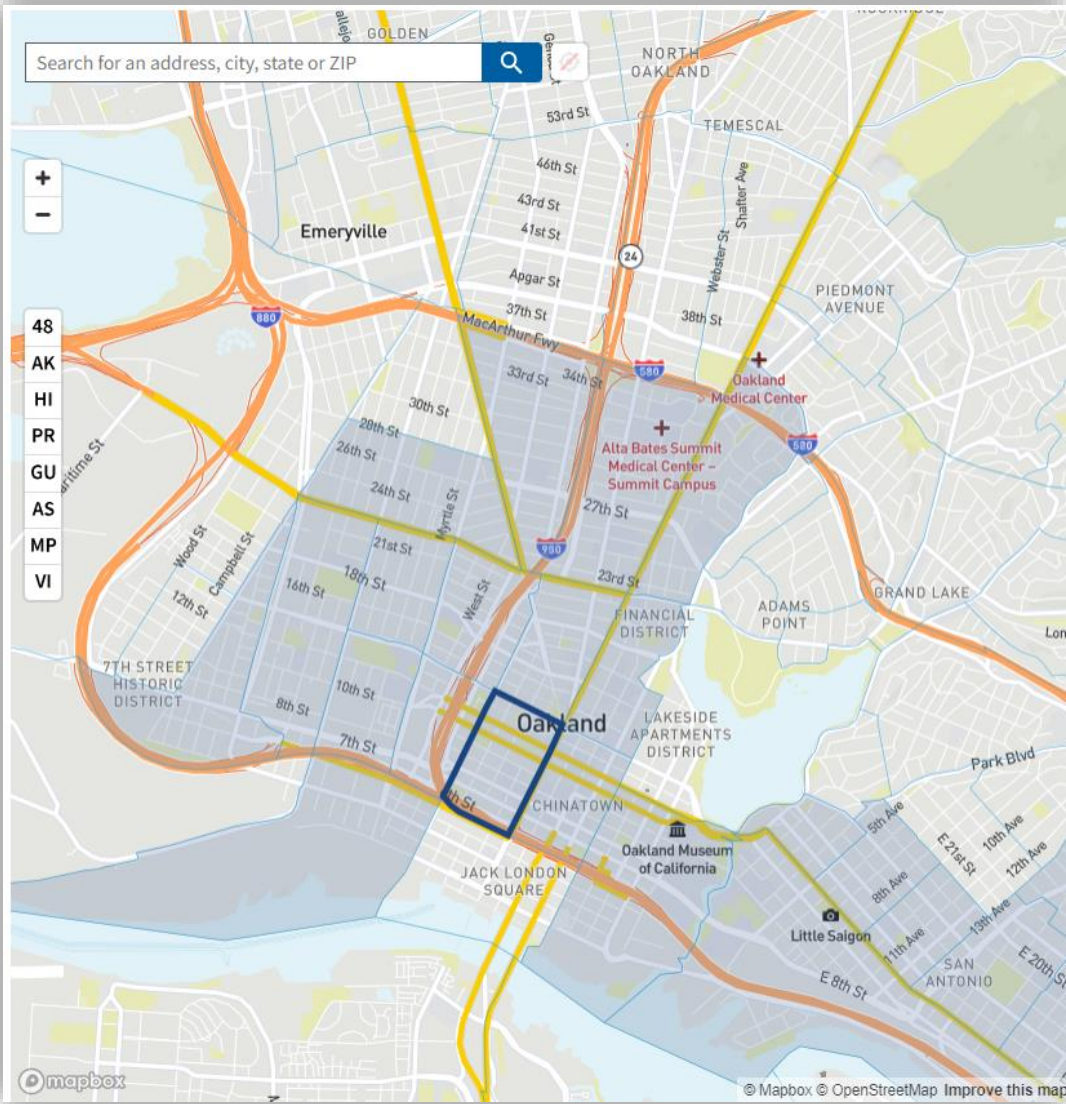 GOLDEN
Search for an address, city, state or ZIP
NORTH
OAKLAND
53rd St
TEMESCAL
46th St
Shafter Ave
+
43rd St
−
41st St
Emeryville
24
Webster St
Apgar St
PIEDMONT
AVENUE
37th St
880
38th St
48
MacArthur Fwy
AK
33rd St
34th St
580
Oakland
Medical Center
HI
30th St
PR
28th St
Alta Bates Summit
Medical Center –
Summit Campus
580
26th St
GU
24th St
Myrtle St
27th St
AS
MP
21st St
980
VI
Wood St
Campbell St
18th St
16th St
West St
23rd St
12th St
FINANCIAL
DISTRICT
ADAMS
POINT
GRAND LAKE
7TH STREET
HISTORIC
DISTRICT
10th St
8th St
Oakland
LAKESIDE
APARTMENTS
DISTRICT
7th St
Park Blvd
CHINATOWN
5th Ave
10th Ave
E 21st St
12th Ave
Oakland Museum
of California
JACK LONDON
SQUARE
8th Ave
13th Ave
Little Saigon
11th Ave
E 20th St
SAN
ANTONIO
E 8th St
mapbox
© Mapbox © OpenStreetMap Improve this map